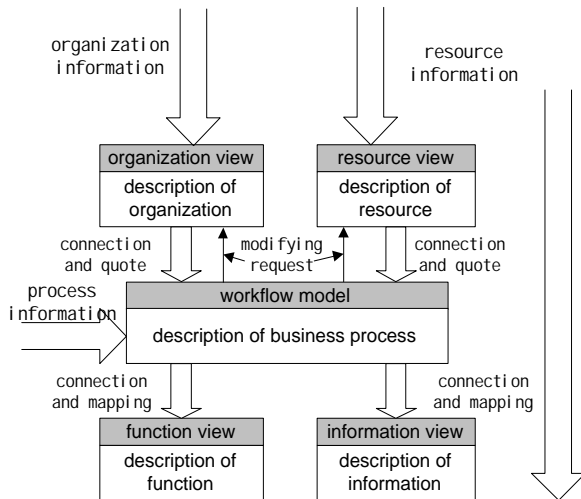 organization
information
resource
information
organization view
description of
organization
resource view
description of
resource
connection
and quote
modifying
request
connection
and quote
process
information
workflow model
description of business process
connection
and mapping
connection
and mapping
function view
description of
function
information view
description of
information